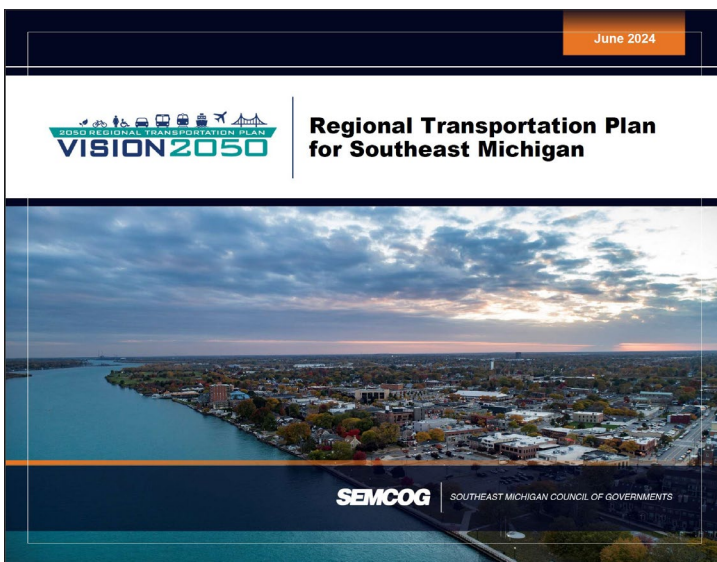 June 2024
2050 REGIONAL TRANSPORTATION PLAN
VISION2050
Regional Transportation Plan
for Southeast Michigan
SEMCOG
SOUTHEAST MICHIGAN COUNCIL OF GOVERNMENTS